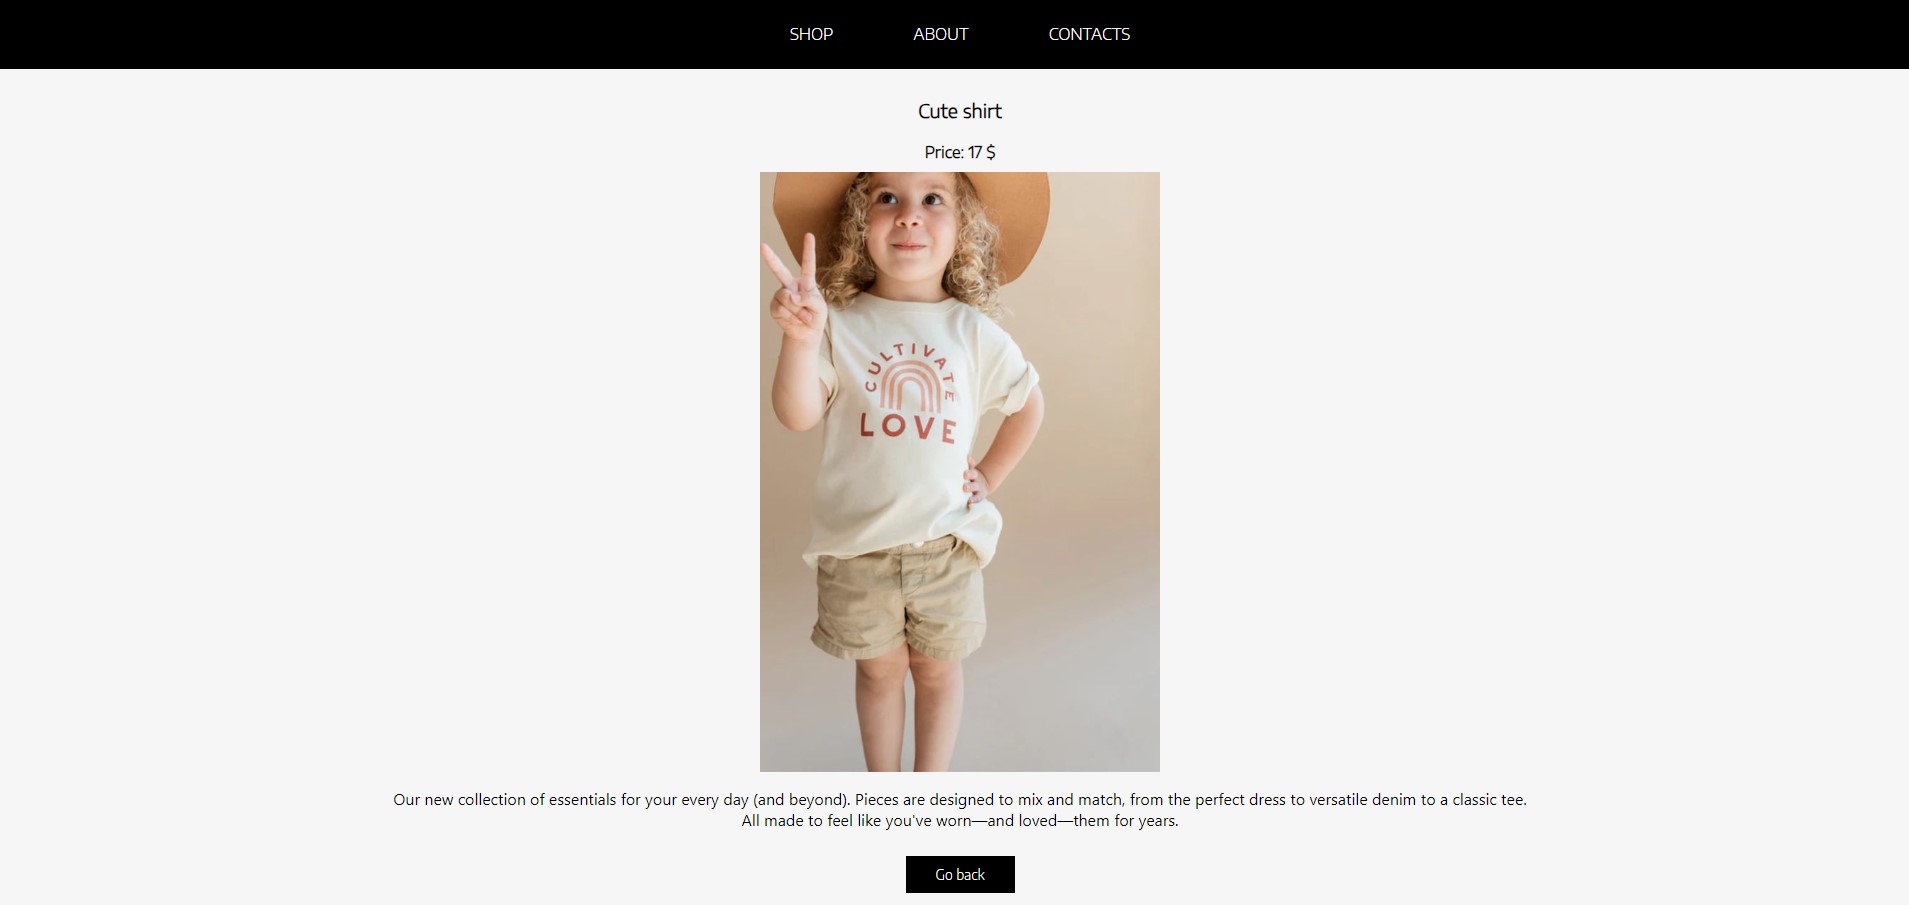 SHOP ABOUT CONTACTS
Cute shirt
Price: 17 $
CULTIVATE
LOVE
Our new collection of essentials for your every day (and beyond). Pieces are designed to mix and match, from the perfect dress to versatile denim to a classic tee.
All made to feel like you've worn—and loved—them for years.
Go back